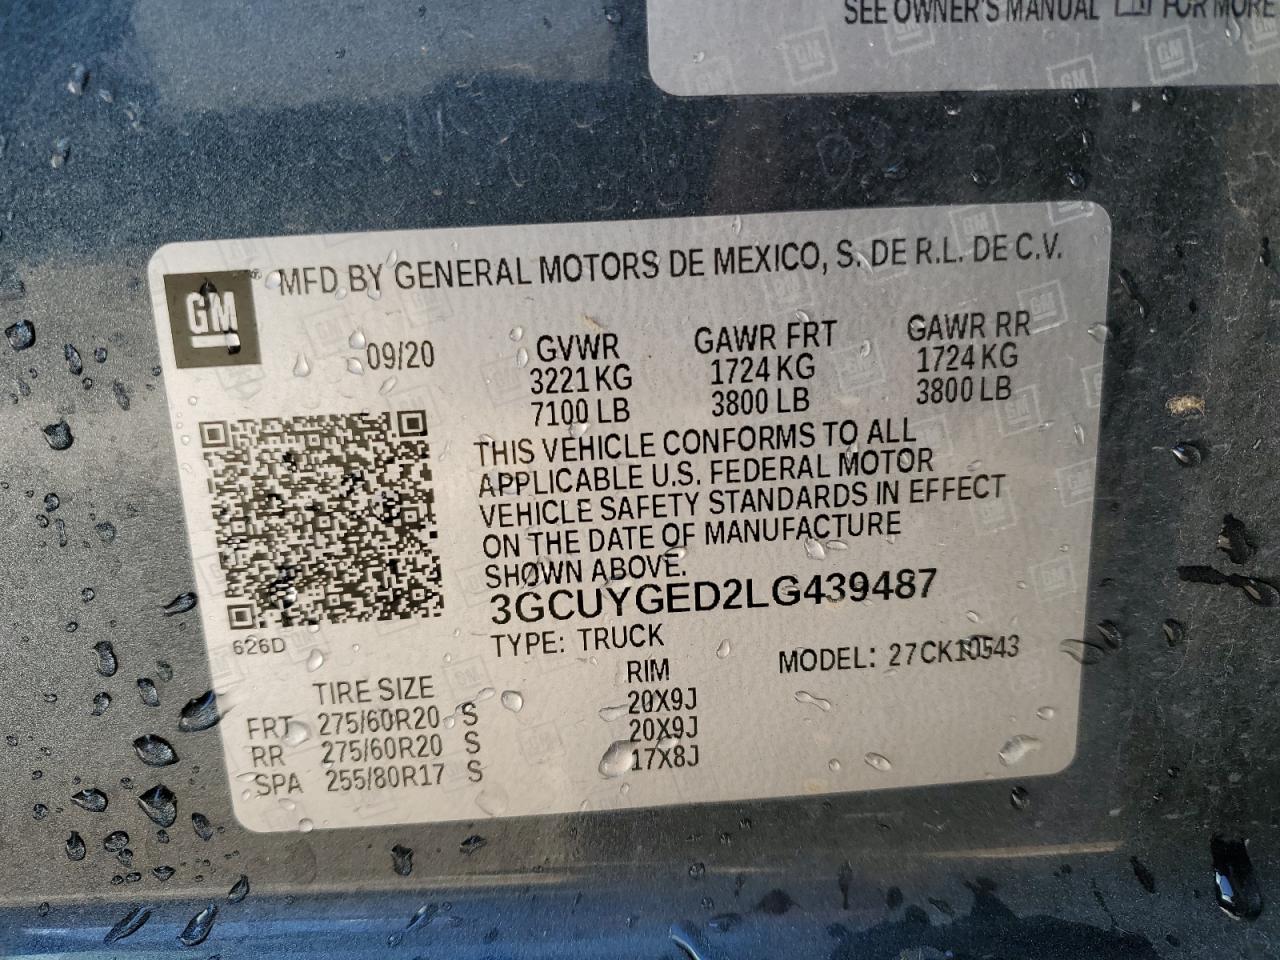 SEE OWNER'S MANUAL FOR MORE
GM
MFD BY GENERAL MOTORS DE MEXICO, S. DE R.L. DE C.V.
09/20 GVWR GAWR FRT GAWR RR
3221 KG 1724 KG 1724 KG
7100 LB 3800 LB 3800 LB
THIS VEHICLE CONFORMS TO ALL
APPLICABLE U.S. FEDERAL MOTOR
VEHICLE SAFETY STANDARDS IN EFFECT
ON THE DATE OF MANUFACTURE
SHOWN ABOVE.
3GCUYGED2LG439487
626D
TYPE: TRUCK MODEL: 27CK10543
TIRE SIZE RIM
FRT 275/60R20 S 20X9J
RR 275/60R20 S 20X9J
SPA 255/80R17 S 17X8J